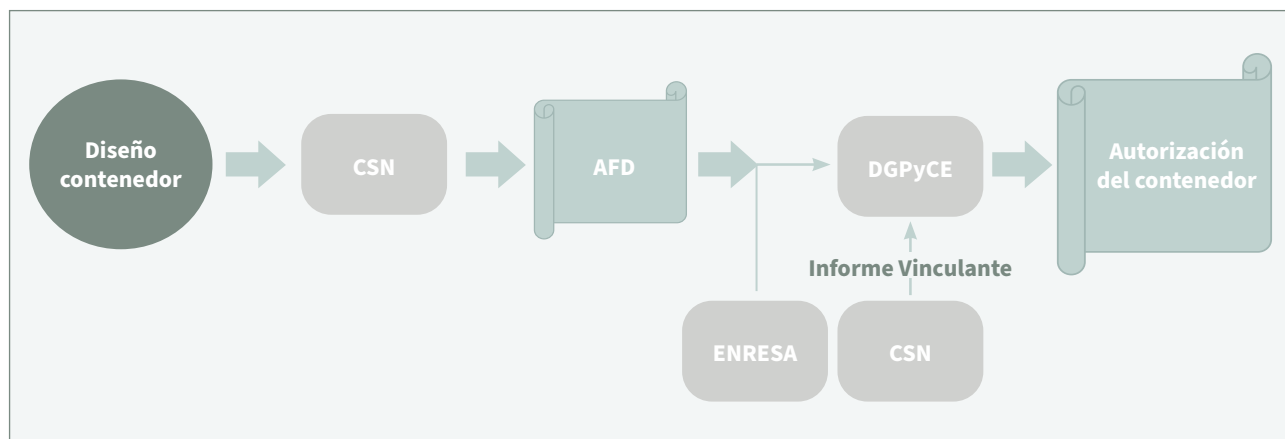 Diseño
contenedor
CSN
AFD
DGPyCE
Autorización
del contenedor
Informe Vinculante
ENRESA
CSN